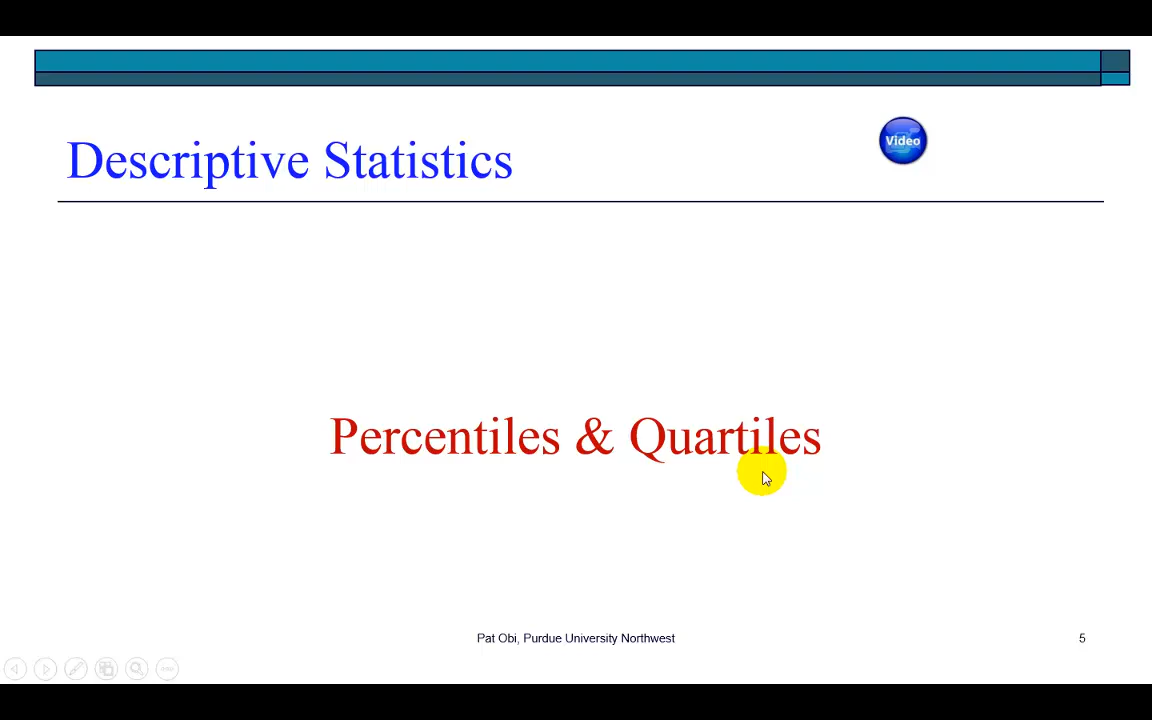 Descriptive Statistics
Video
Percentiles & Quartiles
Pat Obi, Purdue University Northwest
5